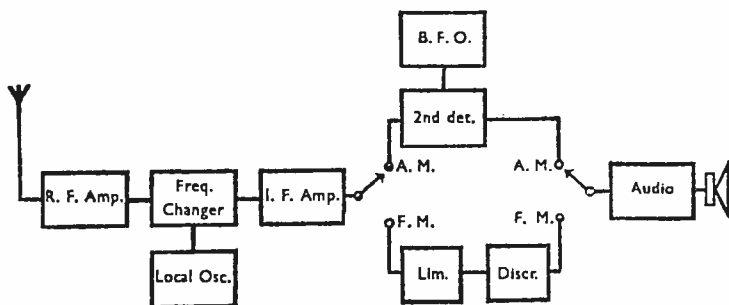 B. F. O.
2nd det.
A. M.
A. M.
R. F. Amp.
Freq.
Changer
I. F. Amp.
Audio
F. M.
F. M.
Local Osc.
Lim.
Discr.